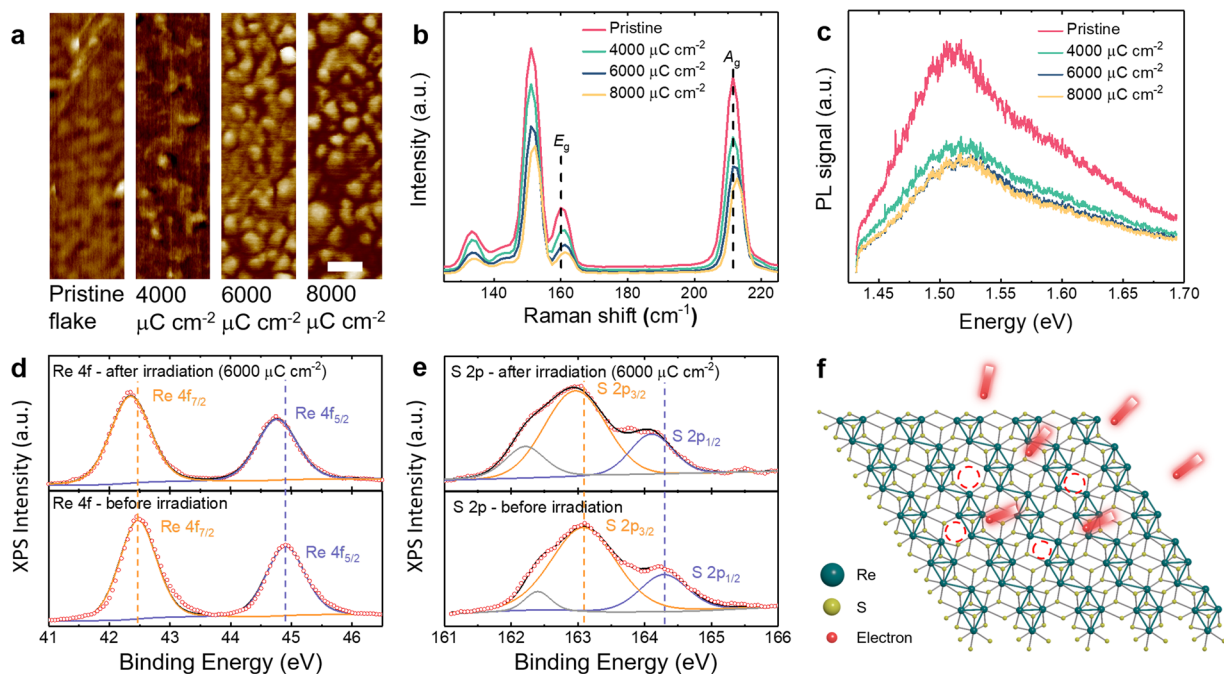 a
Pristine
flake
4000
μC cm-2
6000
μC cm-2
8000
μC cm-2
b
Pristine
4000 μC cm-2
6000 μC cm-2
8000 μC cm-2
Eg
Ag
Intensity (a.u.)
140 160 180 200 220
Raman shift (cm-1)
c
Pristine
4000 μC cm-2
6000 μC cm-2
8000 μC cm-2
PL signal (a.u.)
1.45 1.50 1.55 1.60 1.65 1.70
Energy (eV)
d
Re 4f - after irradiation (6000 μC cm-2)
Re 4f7/2
Re 4f5/2
Re 4f - before irradiation
Re 4f7/2
Re 4f5/2
XPS Intensity (a.u.)
41 42 43 44 45 46
Binding Energy (eV)
e
S 2p - after irradiation (6000 μC cm-2)
S 2p3/2
S 2p1/2
S 2p - before irradiation
S 2p3/2
S 2p1/2
XPS Intensity (a.u.)
161 162 163 164 165 166
Binding Energy (eV)
f
Re
S
Electron